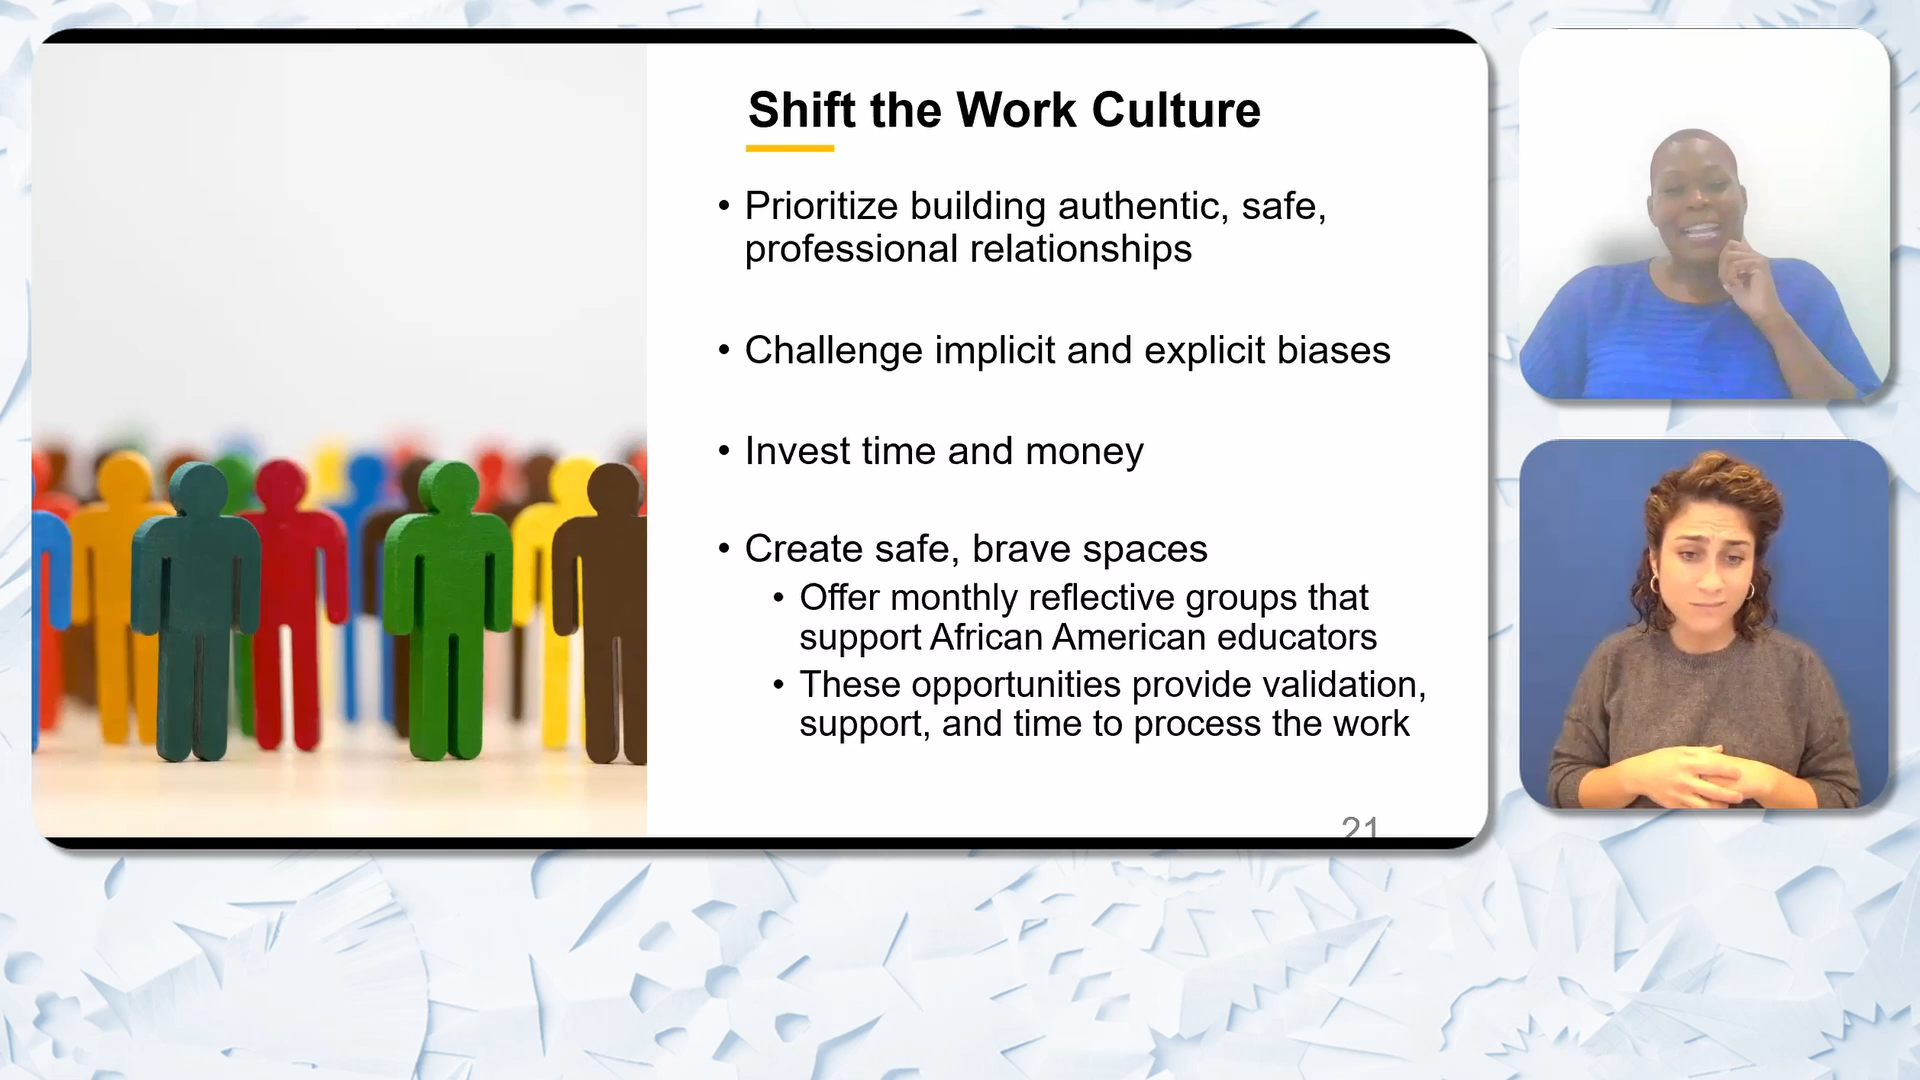 Shift the Work Culture
• Prioritize building authentic, safe,
professional relationships
• Challenge implicit and explicit biases
• Invest time and money
• Create safe, brave spaces
• Offer monthly reflective groups that
support African American educators
• These opportunities provide validation,
support, and time to process the work
21